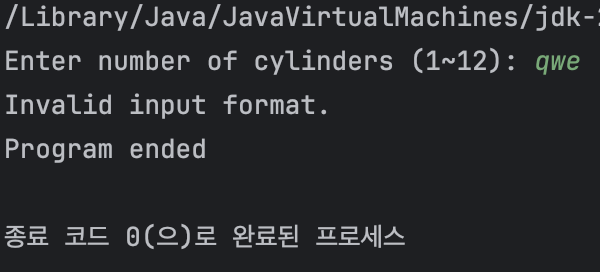 /Library/Java/JavaVirtualMachines/jdk-
Enter number of cylinders (1~12): qwe
Invalid input format.
Program ended
종료 코드 0(으)로 완료된 프로세스